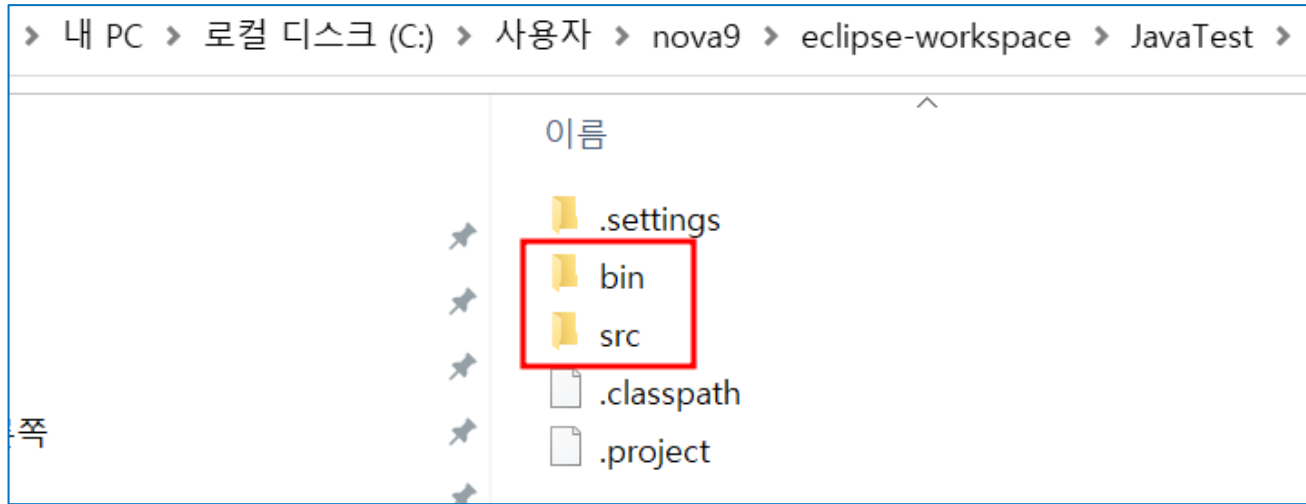 > 내 PC > 로컬 디스크 (C:) > 사용자 > nova9 > eclipse-workspace > JavaTest >
이름
.settings
bin
src
.classpath
.project
쪽